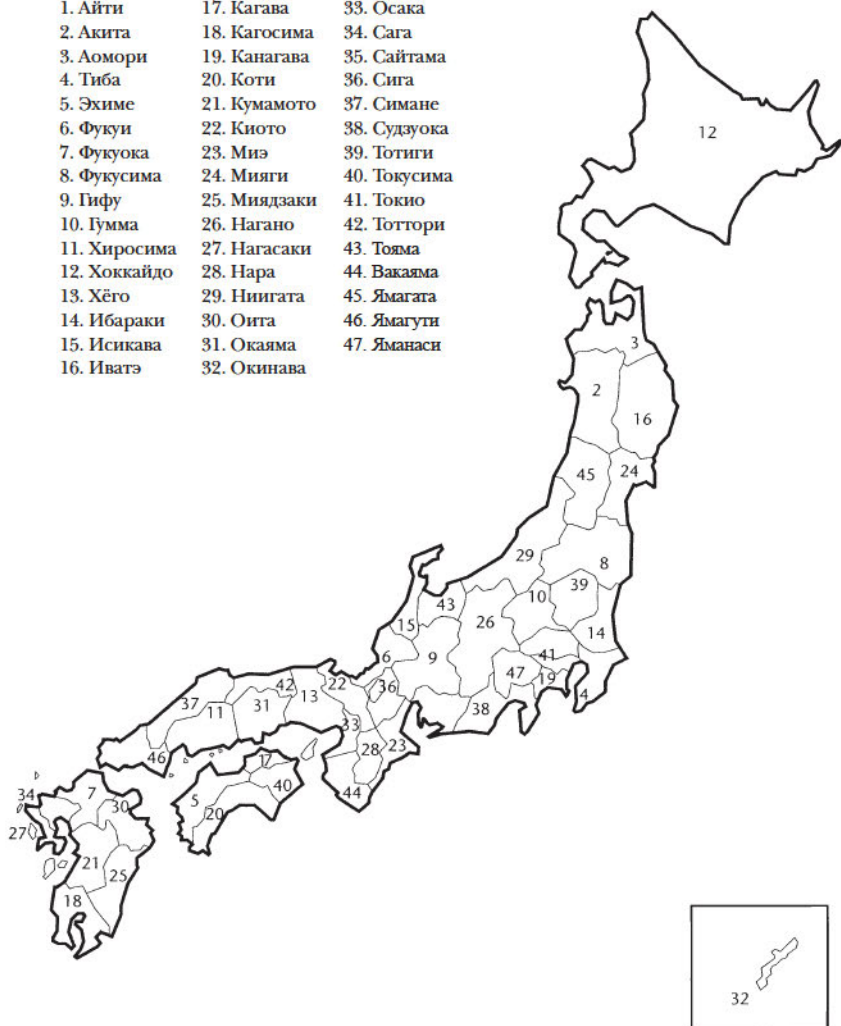 1. Айти
2. Акита
3. Аомори
4. Тиба
5. Эхиме
6. Фукуи
7. Фукуока
8. Фукусима
9. Гифу
10. Гумма
11. Хиросима
12. Хоккайдо
13. Хёго
14. Ибараки
15. Исикава
16. Иватэ
17. Кагава
18. Кагосима
19. Канагава
20. Коти
21. Кумамото
22. Киото
23. Миэ
24. Мияги
25. Миядзаки
26. Нагано
27. Нагасаки
28. Нара
29. Ниигата
30. Оита
31. Окаяма
32. Окинава
33. Осака
34. Сага
35. Сайтама
36. Сига
37. Симане
38. Судзуока
39. Тотиги
40. Токусима
41. Токио
42. Тоттори
43. Тояма
44. Вакаяма
45. Ямагата
46. Ямагути
47. Яманаси
12
3
2
16
45
24
29
8
39
10
43
15
26
14
6
9
41
47
19
36
22
42
13
4
37
31
11
38
33
28
23
46
17
40
44
5
20
34
7
30
27
21
25
18
32